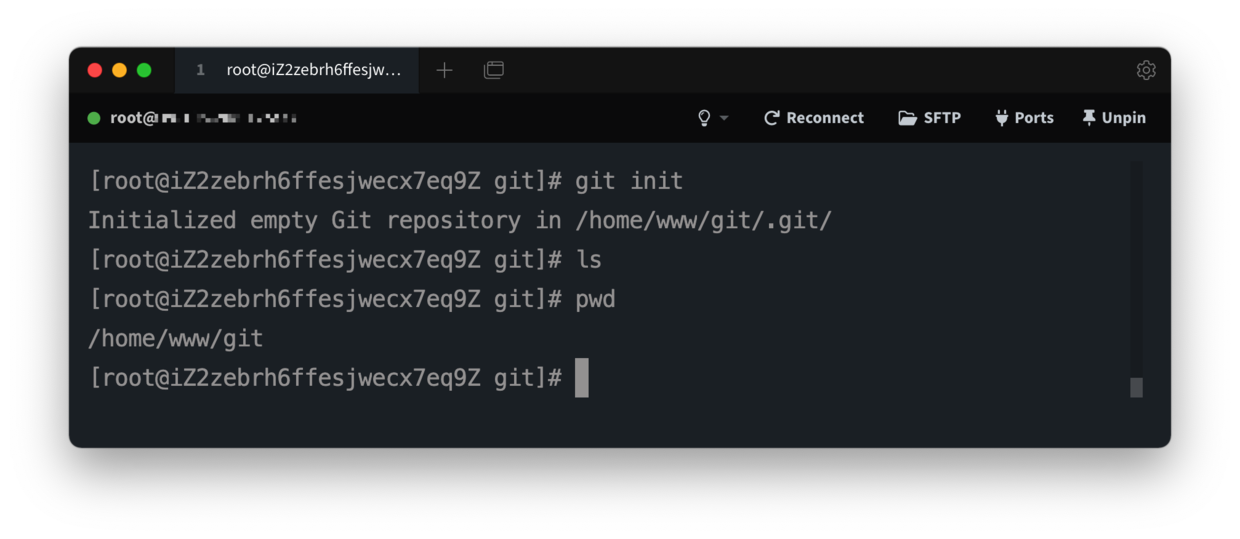 1 root@iZ2zebrh6ffesjw...
root@
Reconnect SFTP Ports Unpin
[root@iZ2zebrh6ffesjwecx7eq9Z git]# git init
Initialized empty Git repository in /home/www/git/.git/
[root@iZ2zebrh6ffesjwecx7eq9Z git]# ls
[root@iZ2zebrh6ffesjwecx7eq9Z git]# pwd
/home/www/git
[root@iZ2zebrh6ffesjwecx7eq9Z git]#